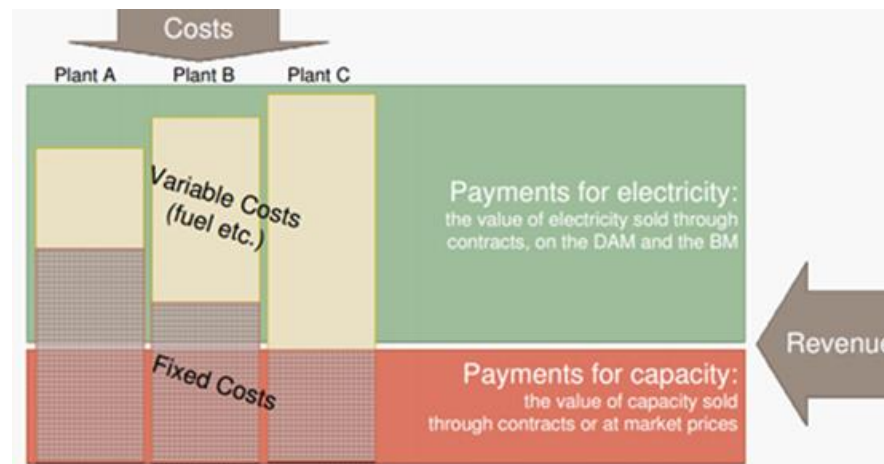 Costs
Plant A
Plant B
Plant C
Variable Costs
(fuel etc.)
Fixed Costs
Payments for electricity:
the value of electricity sold through
contracts, on the DAM and the BM
Revenue
Payments for capacity:
the value of capacity sold
through contracts or at market prices